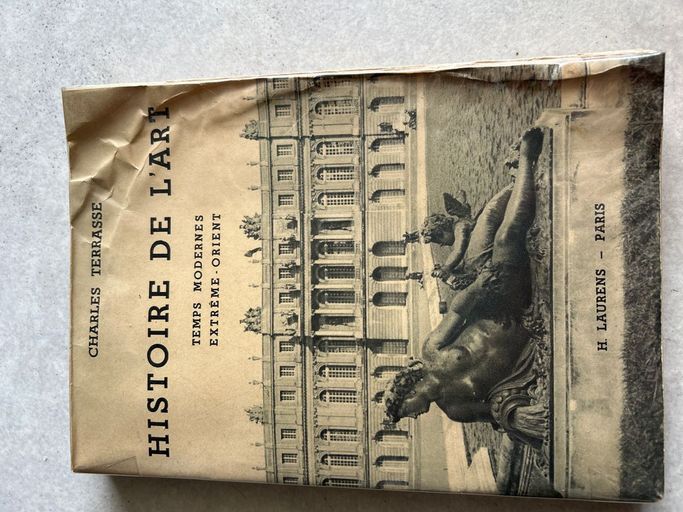 CHARLES TERRASSE
HISTOIRE DE L'ART
TEMPS MODERNES
EXTRÊME-ORIENT
H. LAURENS – PARIS